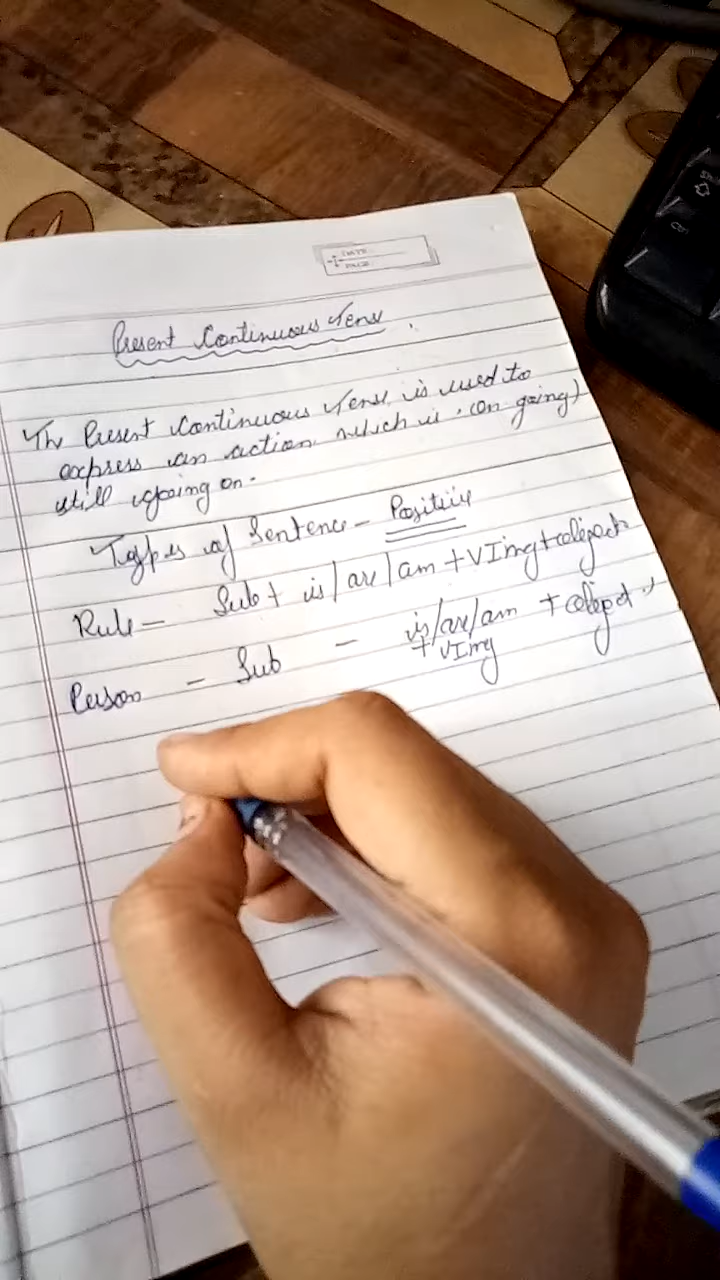 DATE
PAGE
Present Continuous Tense
The Present Continuous Tense is used to
express an action which is (on going)
still going on.
Types of Sentence - Positive
Rule - Sub + is/are/am + VIing + object
Person - Sub - is/are/am + object
+ VIing